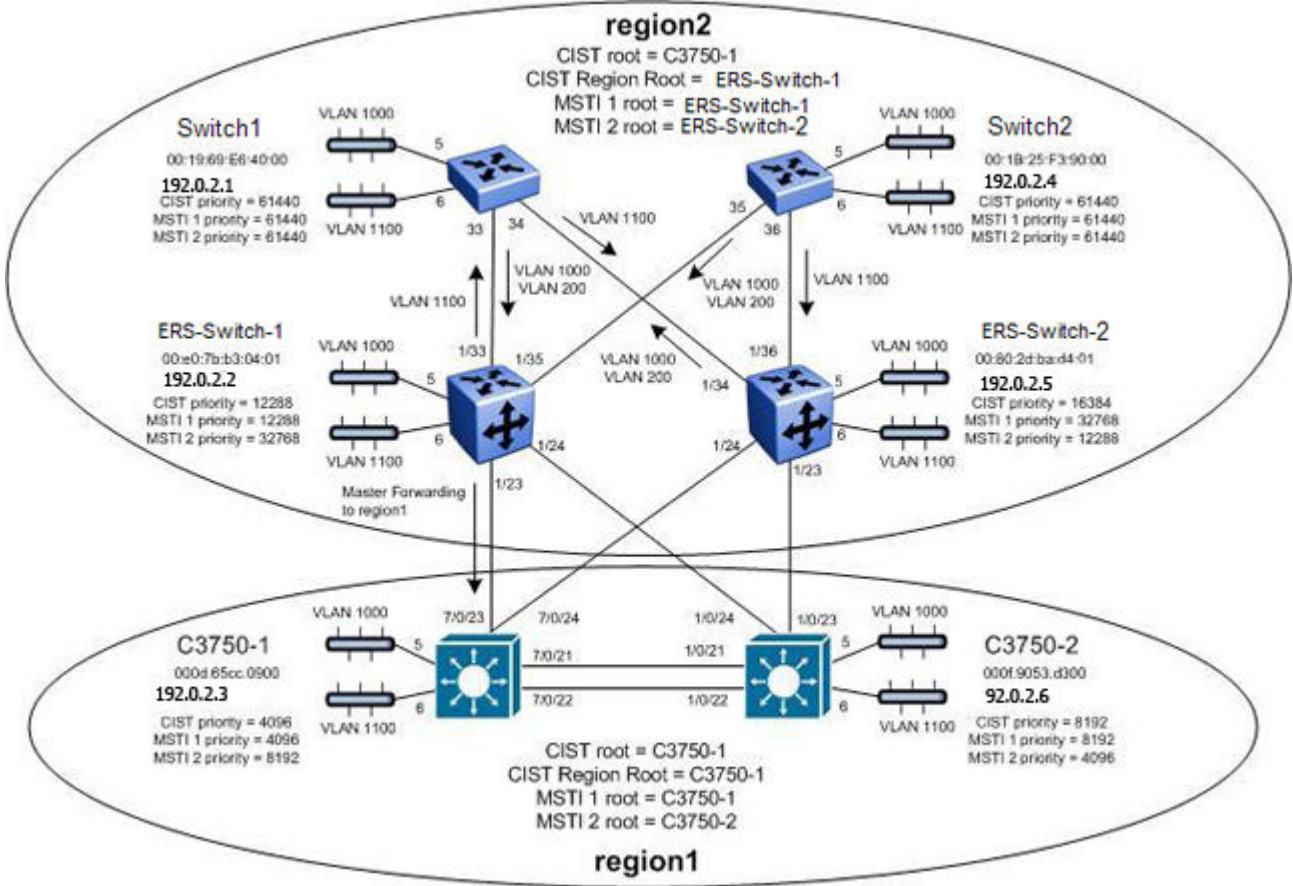 region2
CIST root = C3750-1
CIST Region Root = ERS-Switch-1
MSTI 1 root = ERS-Switch-1
MSTI 2 root = ERS-Switch-2
Switch1
00:19:69:E6:40:00
192.0.2.1
CIST priority = 61440
MSTI 1 priority = 61440
MSTI 2 priority = 61440
VLAN 1000
5
VLAN 1100
6
33
34
VLAN 1100
VLAN 1000
VLAN 200
VLAN 1100
Switch2
00:1B:25:F3:90:00
192.0.2.4
CIST priority = 61440
MSTI 1 priority = 61440
MSTI 2 priority = 61440
VLAN 1000
5
VLAN 1100
6
35
36
VLAN 1000
VLAN 200
VLAN 1100
ERS-Switch-1
00:e0:7b:b3:04:01
192.0.2.2
CIST priority = 12288
MSTI 1 priority = 12288
MSTI 2 priority = 32768
VLAN 1000
5
VLAN 1100
6
1/33
1/35
1/24
1/23
VLAN 1000
VLAN 200
Master Forwarding
to region1
ERS-Switch-2
00:80:2d:ba:d4:01
192.0.2.5
CIST priority = 16384
MSTI 1 priority = 32768
MSTI 2 priority = 12288
VLAN 1000
5
VLAN 1100
6
1/36
1/34
1/24
1/23
C3750-1
000d.65cc.0900
192.0.2.3
CIST priority = 4096
MSTI 1 priority = 4096
MSTI 2 priority = 8192
VLAN 1000
5
VLAN 1100
6
7/0/23
7/0/24
7/0/21
7/0/22
1/0/24
1/0/23
1/0/21
1/0/22
C3750-2
000f.9053.d300
92.0.2.6
CIST priority = 8192
MSTI 1 priority = 8192
MSTI 2 priority = 4096
VLAN 1000
5
VLAN 1100
6
CIST root = C3750-1
CIST Region Root = C3750-1
MSTI 1 root = C3750-1
MSTI 2 root = C3750-2
region1